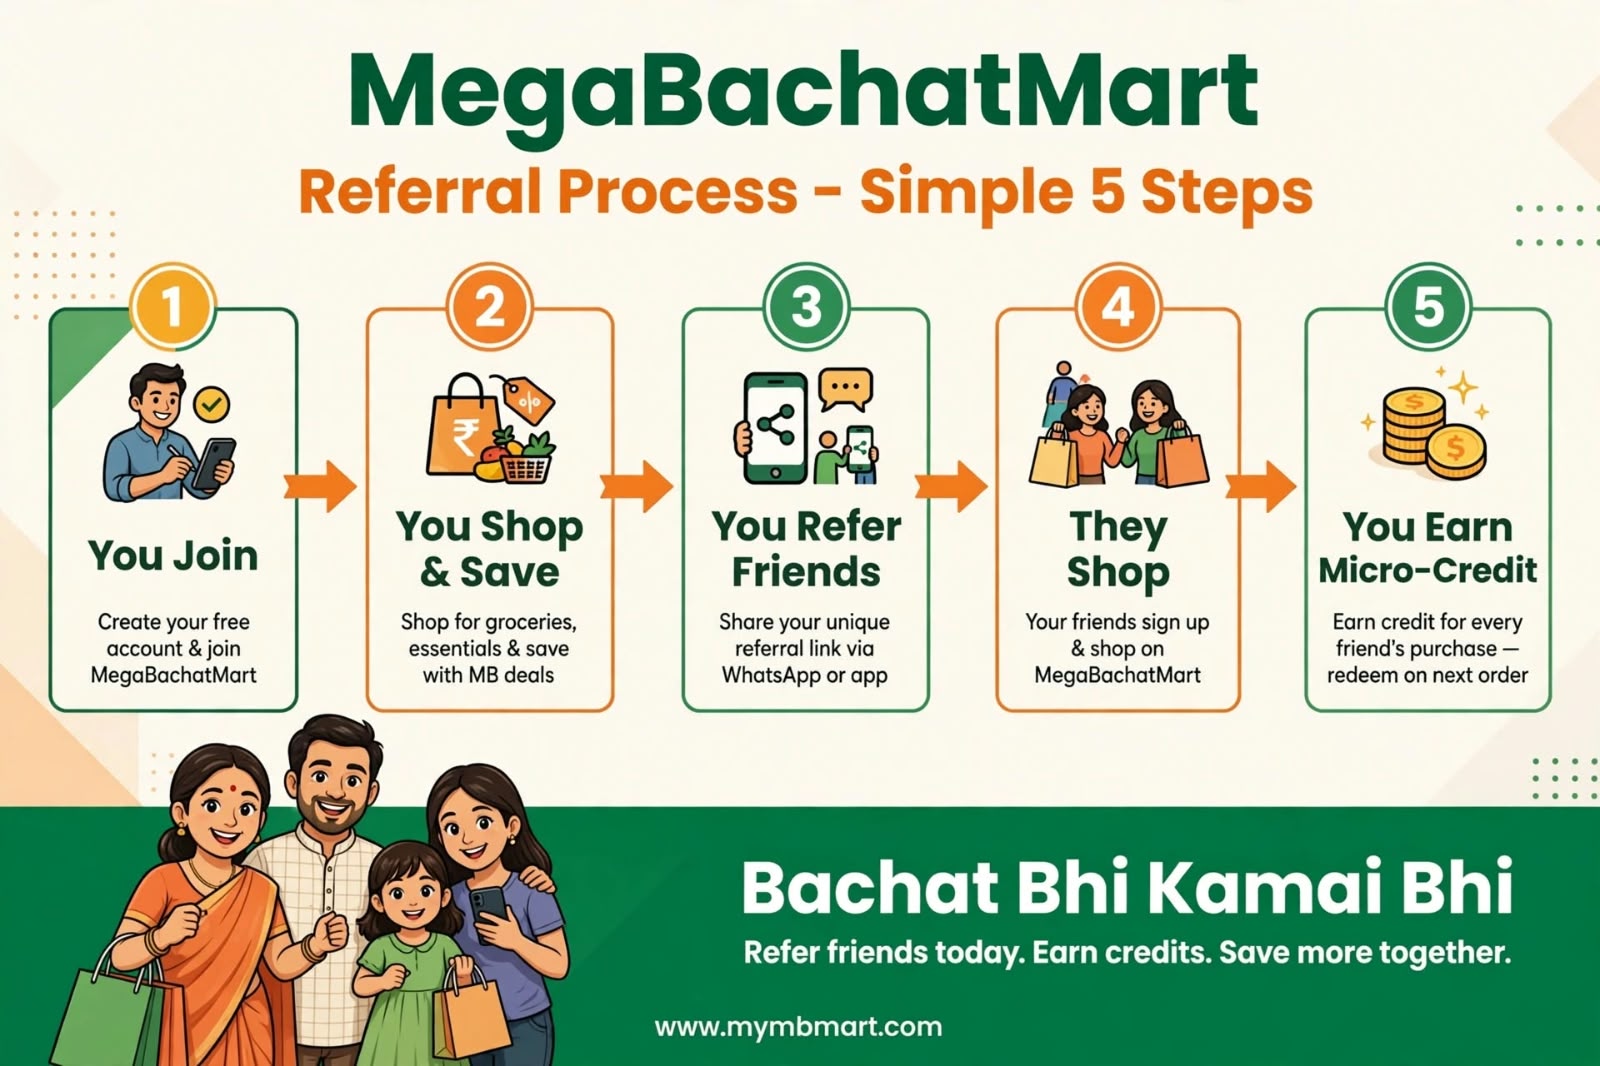 MegaBachatMart
Referral Process - Simple 5 Steps
1
You Join
Create your free
account & join
MegaBachatMart
2
₹
%
You Shop
& Save
Shop for groceries,
essentials & save
with MB deals
3
You Refer
Friends
Share your unique
referral link via
WhatsApp or app
4
They
Shop
Your friends sign up
& shop on
MegaBachatMart
5
$
$
You Earn
Micro-Credit
Earn credit for every
friend's purchase —
redeem on next order
Bachat Bhi Kamai Bhi
Refer friends today. Earn credits. Save more together.
www.mymbmart.com